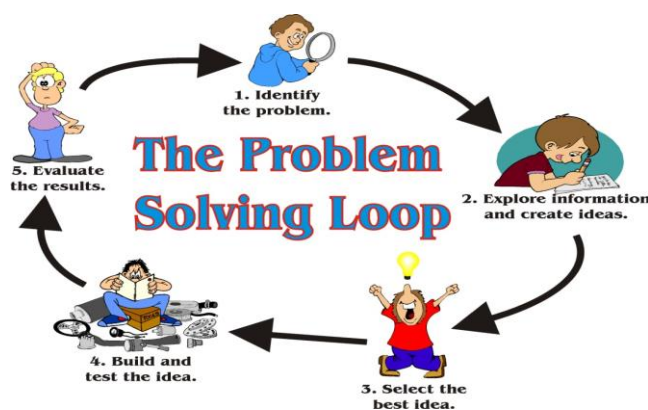 The Problem
Solving Loop
1. Identify
the problem.
2. Explore information
and create ideas.
3. Select the
best idea.
4. Build and
test the idea.
5. Evaluate
the results.